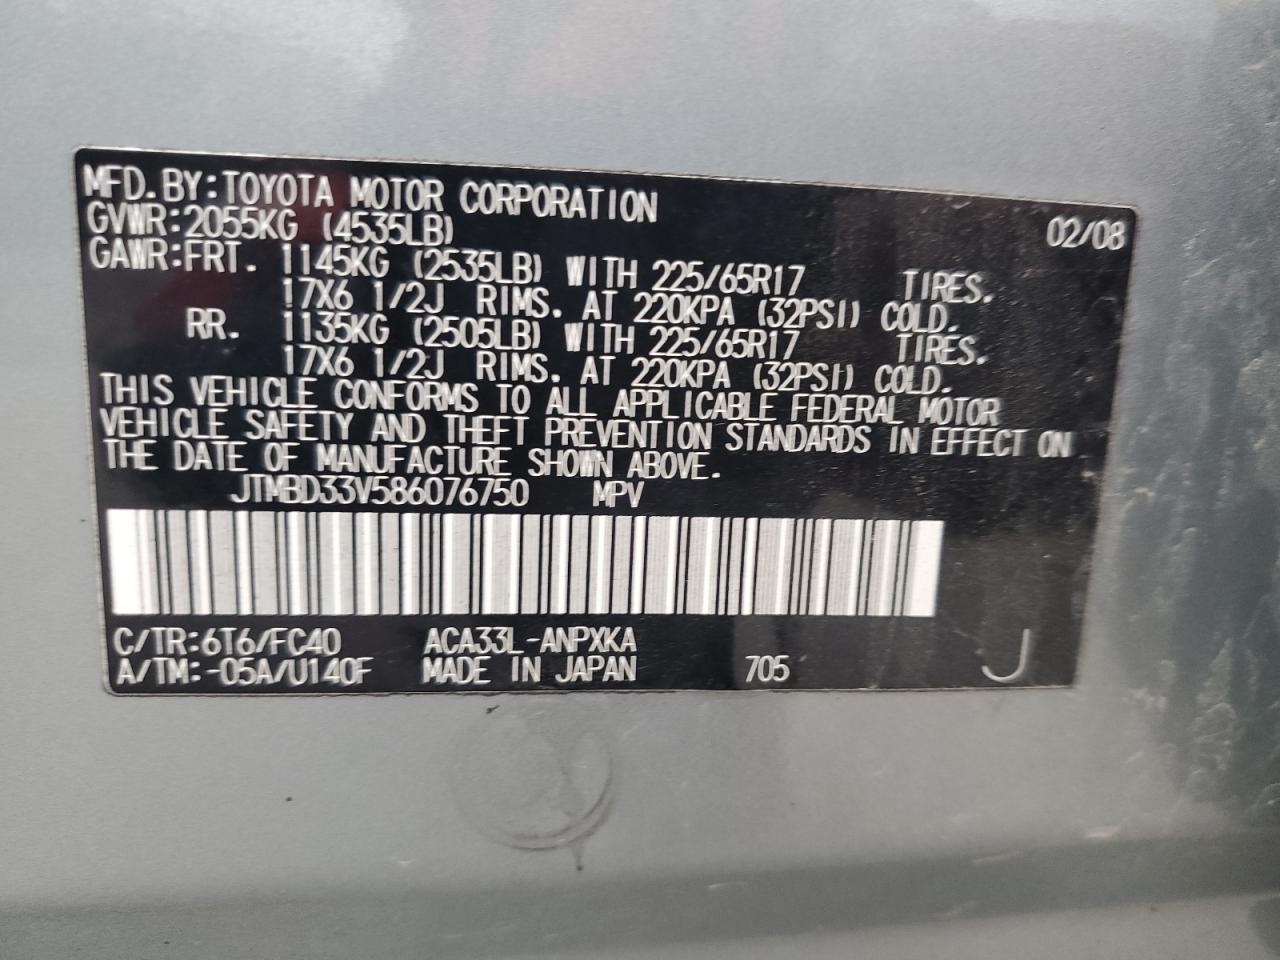 MFD. BY: TOYOTA MOTOR CORPORATION 02/08
GVWR: 2055KG (4535LB)
GAWR: FRT. 1145KG (2535LB) WITH 225/65R17 TIRES.
17X6 1/2J RIMS. AT 220KPA (32PSI) COLD.
RR. 1135KG (2505LB) WITH 225/65R17 TIRES.
17X6 1/2J RIMS. AT 220KPA (32PSI) COLD.
THIS VEHICLE CONFORMS TO ALL APPLICABLE FEDERAL MOTOR
VEHICLE SAFETY AND THEFT PREVENTION STANDARDS IN EFFECT ON
THE DATE OF MANUFACTURE SHOWN ABOVE.
JTMBD33V586076750 MPV
C/TR: 6T6/FC40 ACA33L-ANPXKA
A/TM: -05A/U140F MADE IN JAPAN 705 J